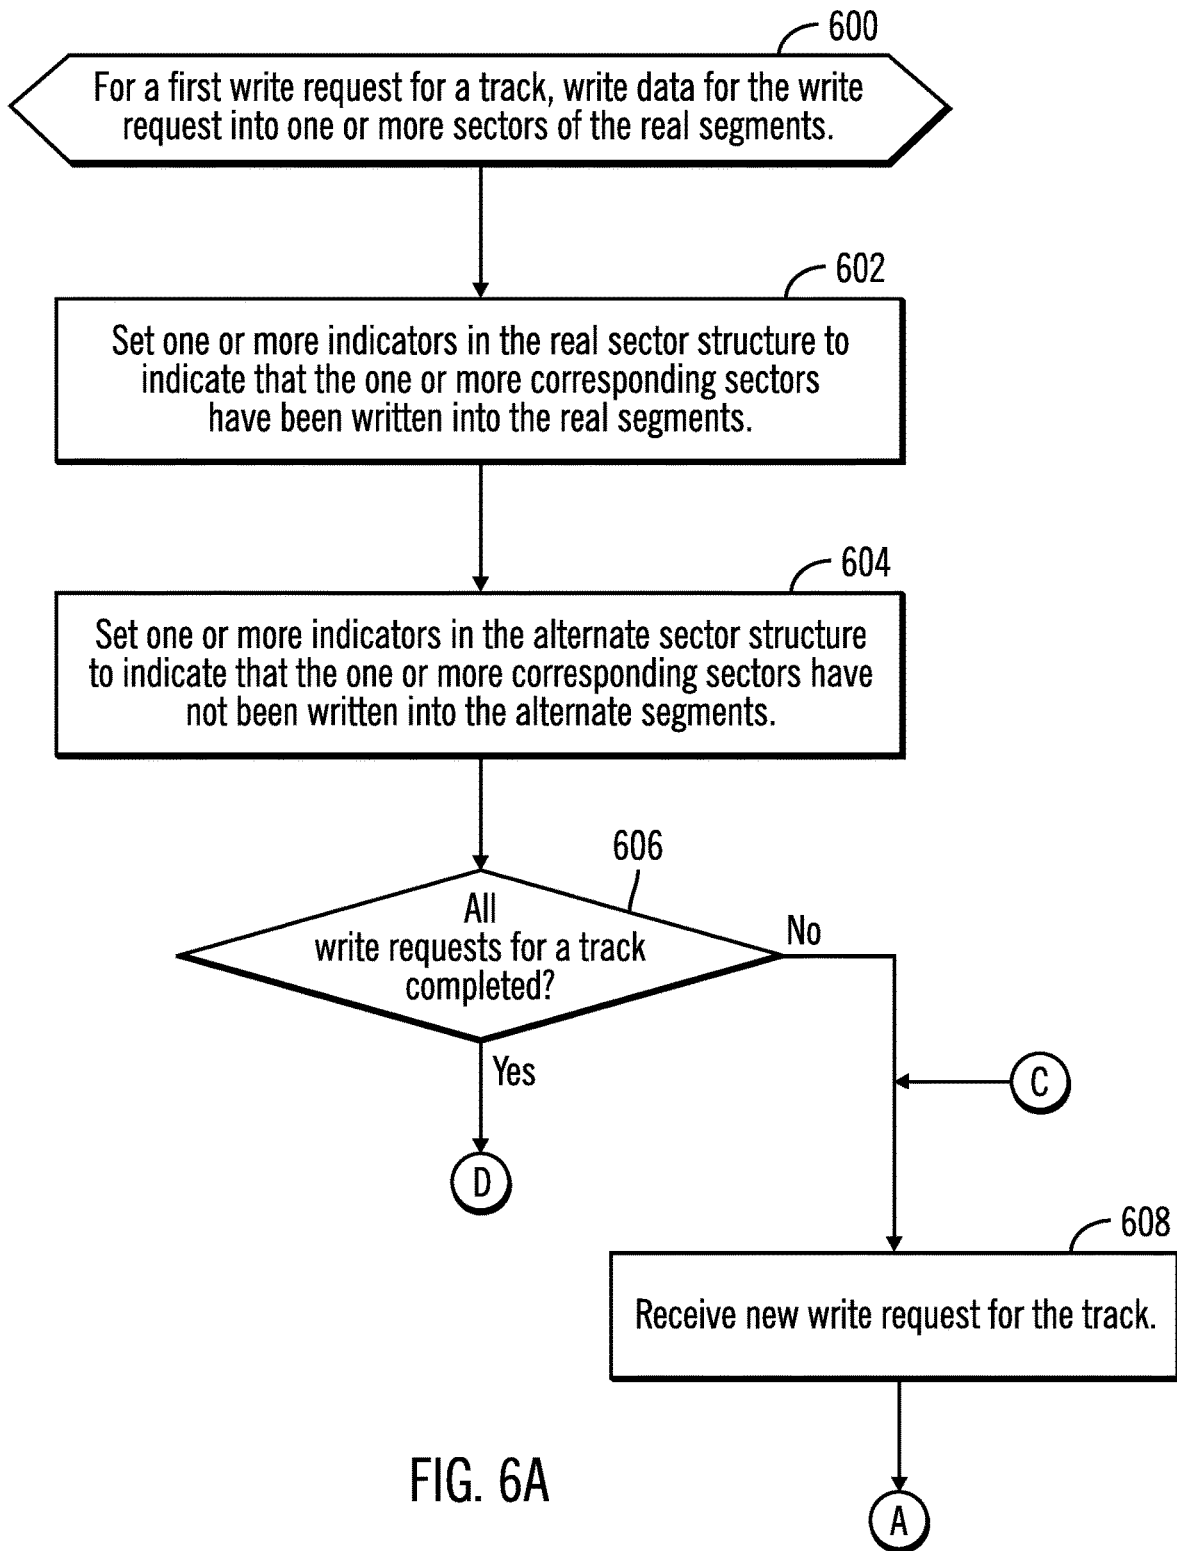 600
For a first write request for a track, write data for the write
request into one or more sectors of the real segments.
602
Set one or more indicators in the real sector structure to
indicate that the one or more corresponding sectors
have been written into the real segments.
604
Set one or more indicators in the alternate sector structure
to indicate that the one or more corresponding sectors have
not been written into the alternate segments.
606
All
write requests for a track
completed?
No
Yes
C
D
608
Receive new write request for the track.
FIG. 6A
A